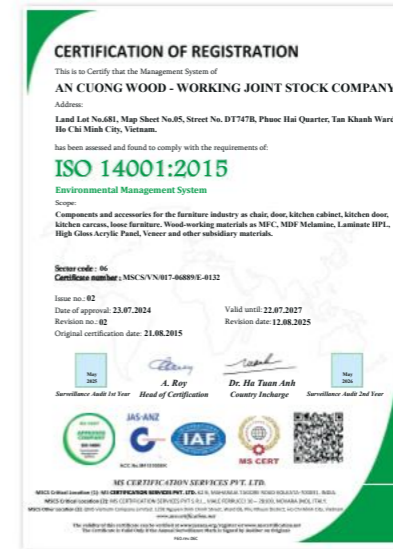 CERTIFICATION OF REGISTRATION
This is to Certify that the Management System of
AN CUONG WOOD - WORKING JOINT STOCK COMPANY
Address:
Land Lot No.681, Map Sheet No.05, Street No. DT747B, Phuoc Hai Quarter, Tan Khanh Ward
Ho Chi Minh City, Vietnam.
has been assessed and found to comply with the requirements of:
ISO 14001:2015
Environmental Management System
Scope:
Components and accessories for the furniture industry as chair, door, kitchen cabinet, kitchen door,
kitchen carcass, loose furniture. Wood-working materials as MFC, MDF Melamine, Laminate HPL,
High Gloss Acrylic Panel, Veneer and other subsidiary materials.
Sector code : 06
Certificate number : MSCS/VN/017-06889/E-0132
Issue no.: 02
Date of approval: 23.07.2024
Valid until: 22.07.2027
Revision no.: 02
Revision date: 12.08.2025
Original certification date: 21.08.2015
May
2025
May
2026
Surveillance Audit 1st Year
A. Roy
Head of Certification
Dr. Ha Tuan Anh
Country Incharge
Surveillance Audit 2nd Year
JAS-ANZ
IAF
MS CERT
MS CERTIFICATION SERVICES PVT. LTD.